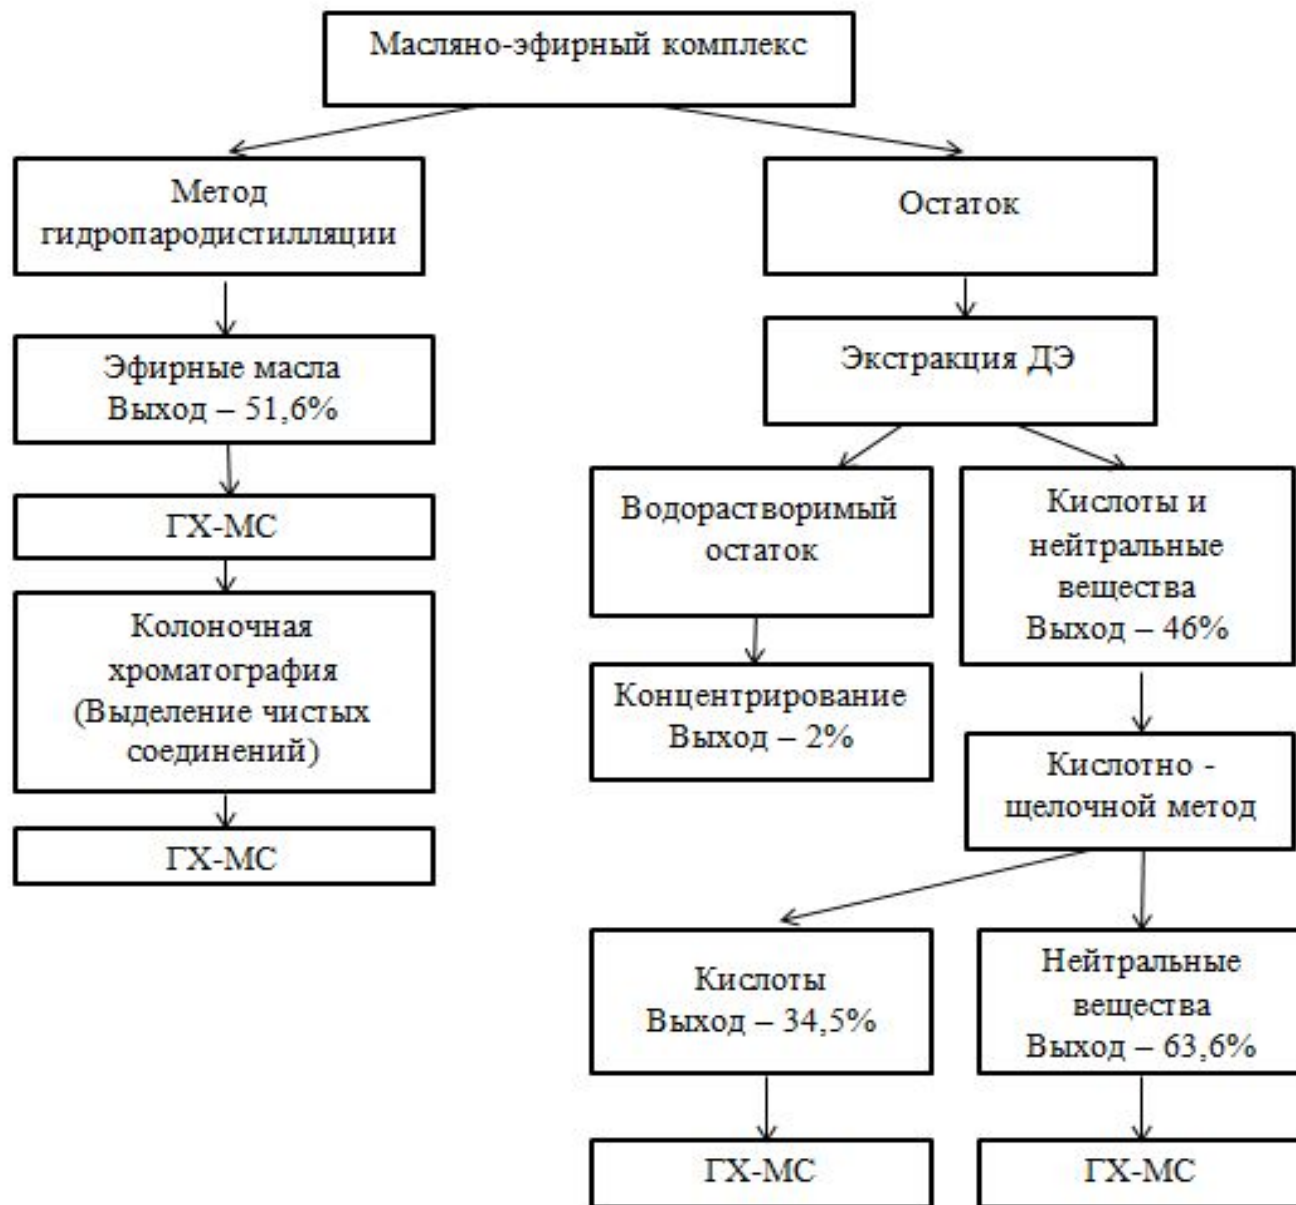 Масляно-эфирный комплекс
Метод
гидропародистилляции
Остаток
Эфирные масла
Выход – 51,6%
Экстракция ДЭ
ГХ-МС
Водорастворимый
остаток
Кислоты и
нейтральные
вещества
Выход – 46%
Колоночная
хроматография
(Выделение чистых
соединений)
Концентрирование
Выход – 2%
Кислотно -
щелочной метод
ГХ-МС
Кислоты
Выход – 34,5%
Нейтральные
вещества
Выход – 63,6%
ГХ-МС
ГХ-МС